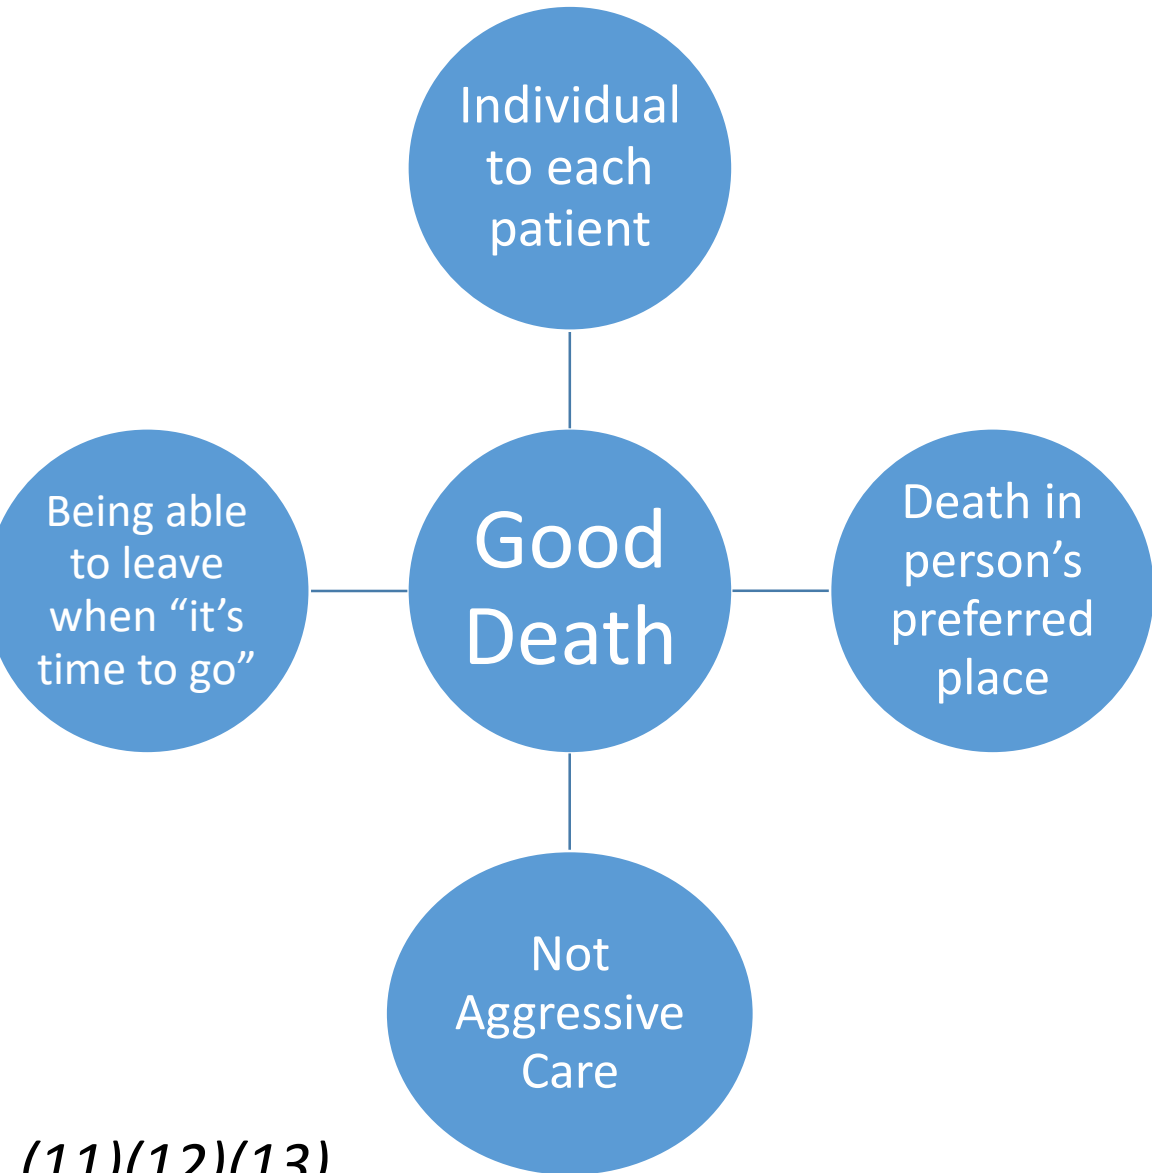 Individual
to each
patient
Being able
to leave
when “it’s
time to go”
Good
Death
Death in
person’s
preferred
place
Not
Aggressive
Care
(11)(12)(13)